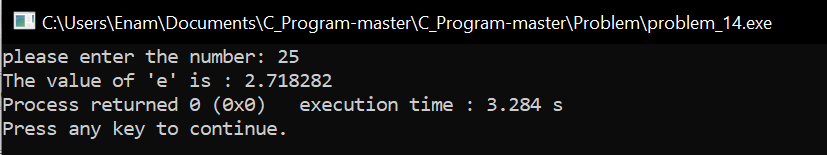 C:\Users\Enam\Documents\C_Program-master\C_Program-master\Problem\problem_14.exe
please enter the number: 25
The value of 'e' is : 2.718282
Process returned 0 (0x0)   execution time : 3.284 s
Press any key to continue.